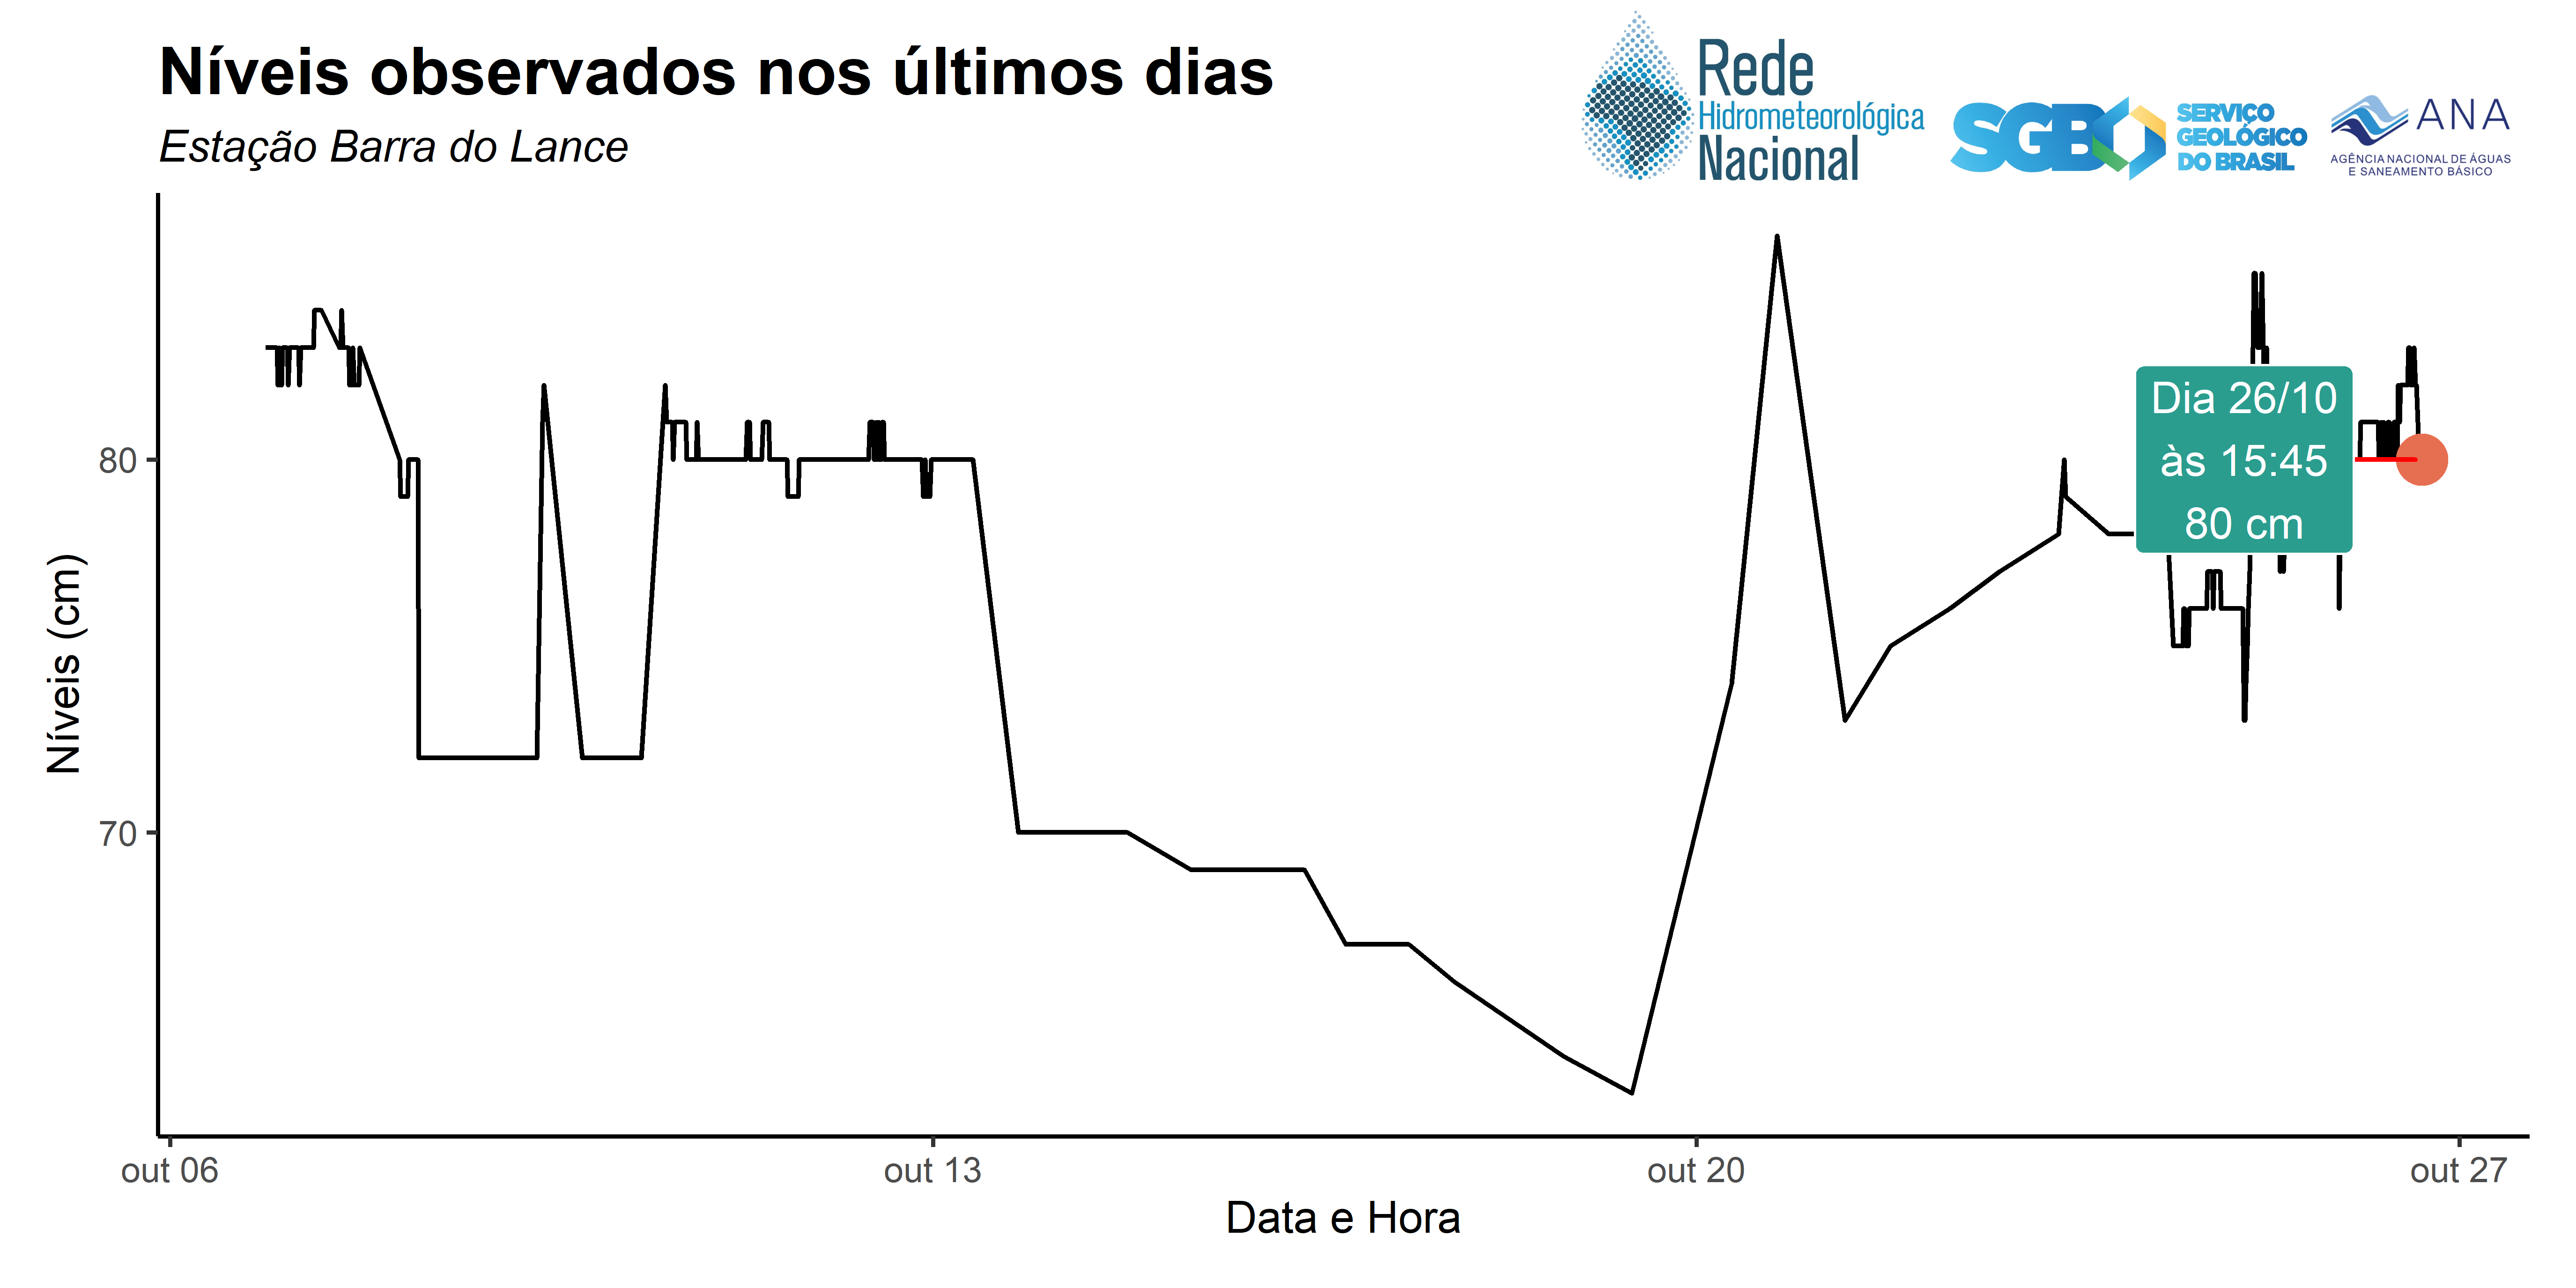 Níveis observados nos últimos dias
Estação Barra do Lance
Rede
Hidrometeorológica
Nacional
SGB
SERVIÇO
GEOLÓGICO
DO BRASIL
ANA
AGÊNCIA NACIONAL DE ÁGUAS
E SANEAMENTO BÁSICO
Níveis (cm)
80
70
Dia 26/10
às 15:45
80 cm
out 06
out 13
out 20
out 27
Data e Hora